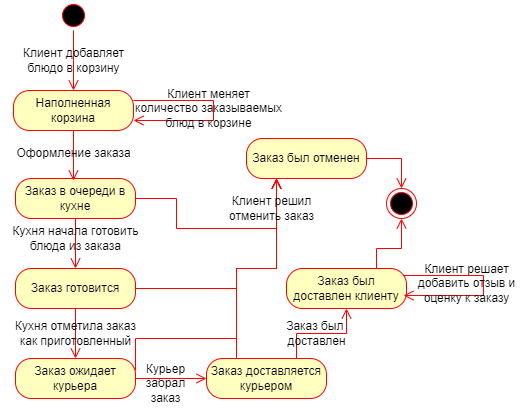 Клиент добавляет
блюдо в корзину
Наполненная
корзина
Клиент меняет
количество заказываемых
блюд в корзине
Оформление заказа
Заказ был отменен
Заказ в очереди в
кухне
Клиент решил
отменить заказ
Кухня начала готовить
блюда из заказа
Заказ готовится
Заказ был
доставлен клиенту
Клиент решает
добавить отзыв и
оценку к заказу
Кухня отметила заказ
как приготовленный
Заказ был
доставлен
Заказ ожидает
курьера
Курьер
забрал
заказ
Заказ доставляется
курьером